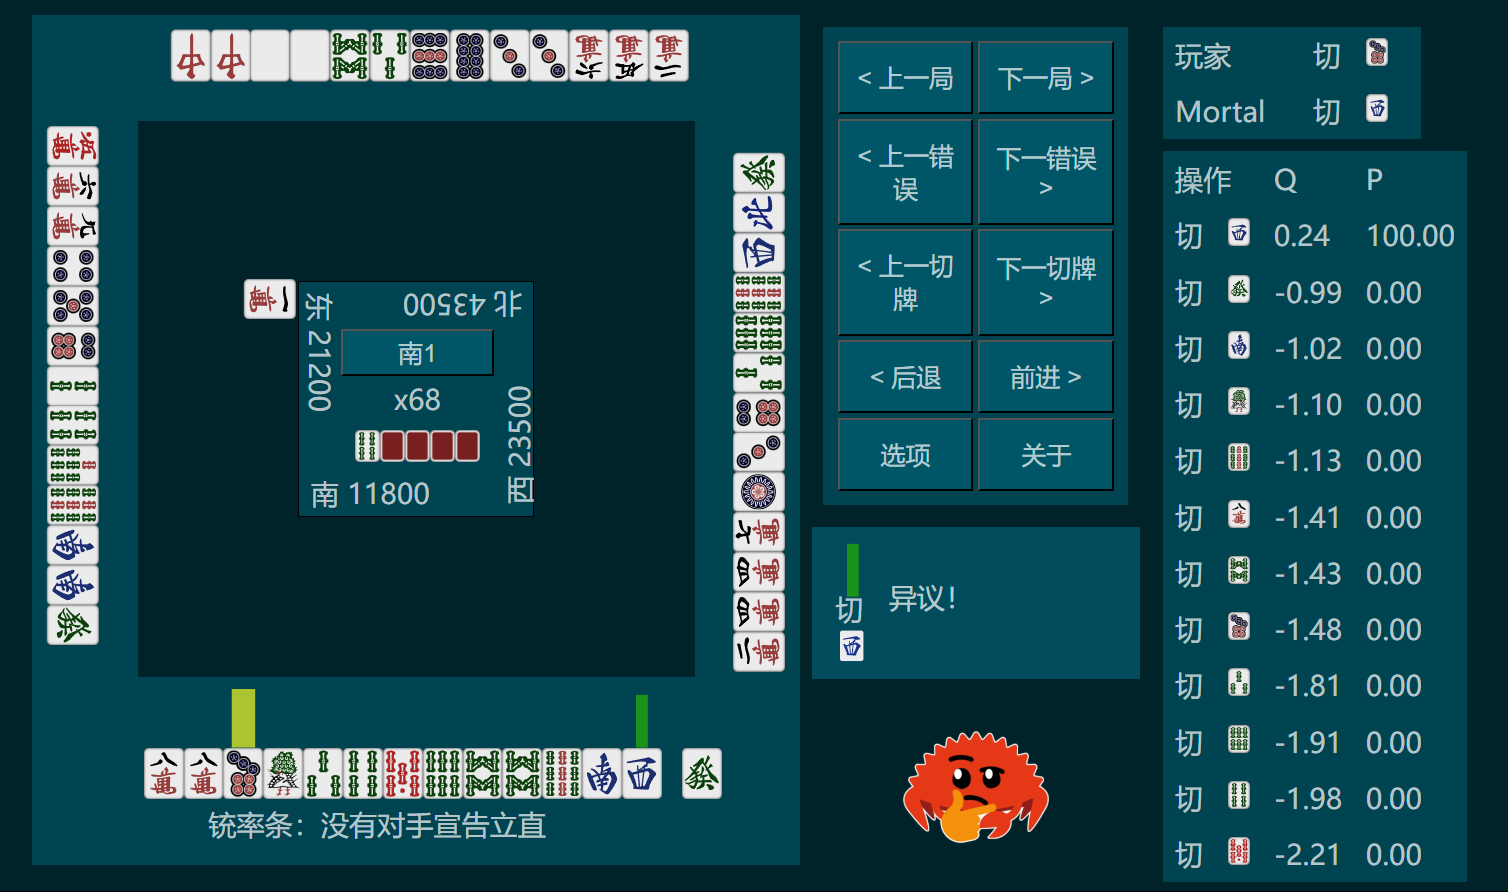 东 21200
北 43500
南1
x68
西 23500
南 11800
铳率条：没有对手宣告立直
< 上一局
下一局 >
< 上一错
误
下一错误
>
< 上一切
牌
下一切牌
>
< 后退
前进 >
选项
关于
切
异议！
玩家 切
Mortal 切
操作 Q P
切 0.24 100.00
切 -0.99 0.00
切 -1.02 0.00
切 -1.10 0.00
切 -1.13 0.00
切 -1.41 0.00
切 -1.43 0.00
切 -1.48 0.00
切 -1.81 0.00
切 -1.91 0.00
切 -1.98 0.00
切 -2.21 0.00